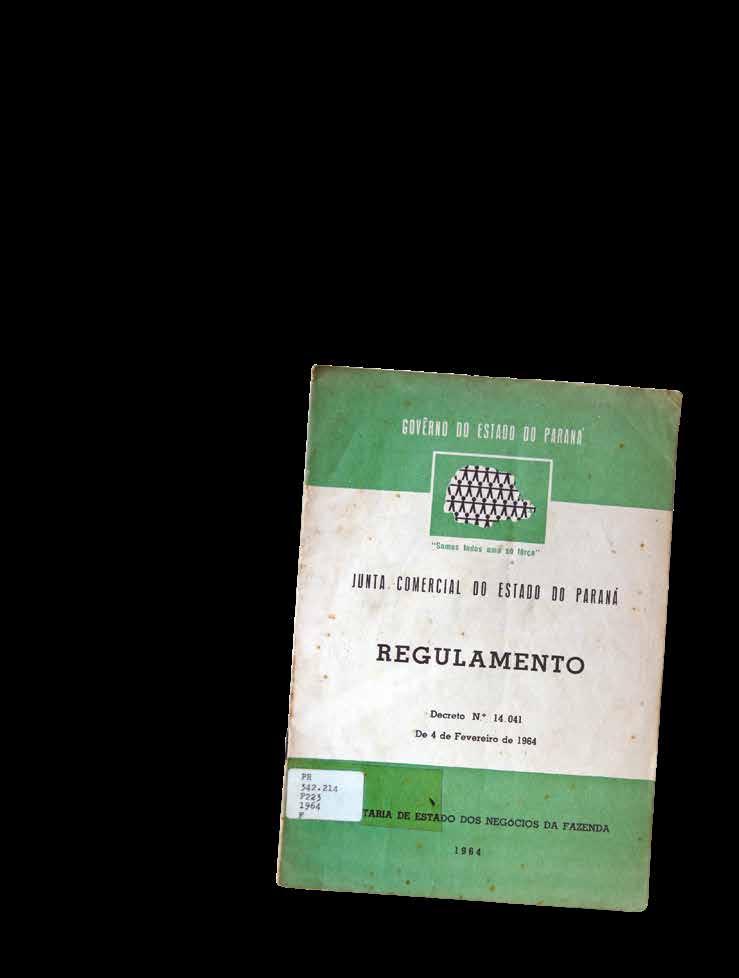 GOVÊRNO DO ESTADO DO PARANÁ
"Somos todos uma só fôrça"
JUNTA COMERCIAL DO ESTADO DO PARANÁ
REGULAMENTO
Decreto N.º 14.041
De 4 de Fevereiro de 1964
PR
342.214
P223
1964
F
TARIA DE ESTADO DOS NEGÓCIOS DA FAZENDA
1964